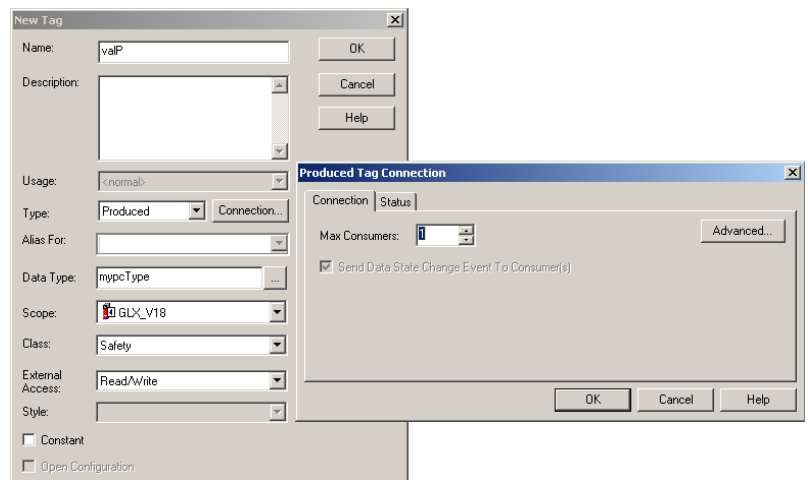 New Tag
Name: valP
OK
Description:
Cancel
Help
Usage: <normal>
Type: Produced Connection...
Alias For:
Data Type: mypcType ...
Scope: GLX_V18
Class: Safety
External Access: Read/Write
Style:
Constant
Open Configuration
Produced Tag Connection
Connection Status
Max Consumers: 1
Advanced...
Send Data State Change Event To Consumer(s)
OK Cancel Help